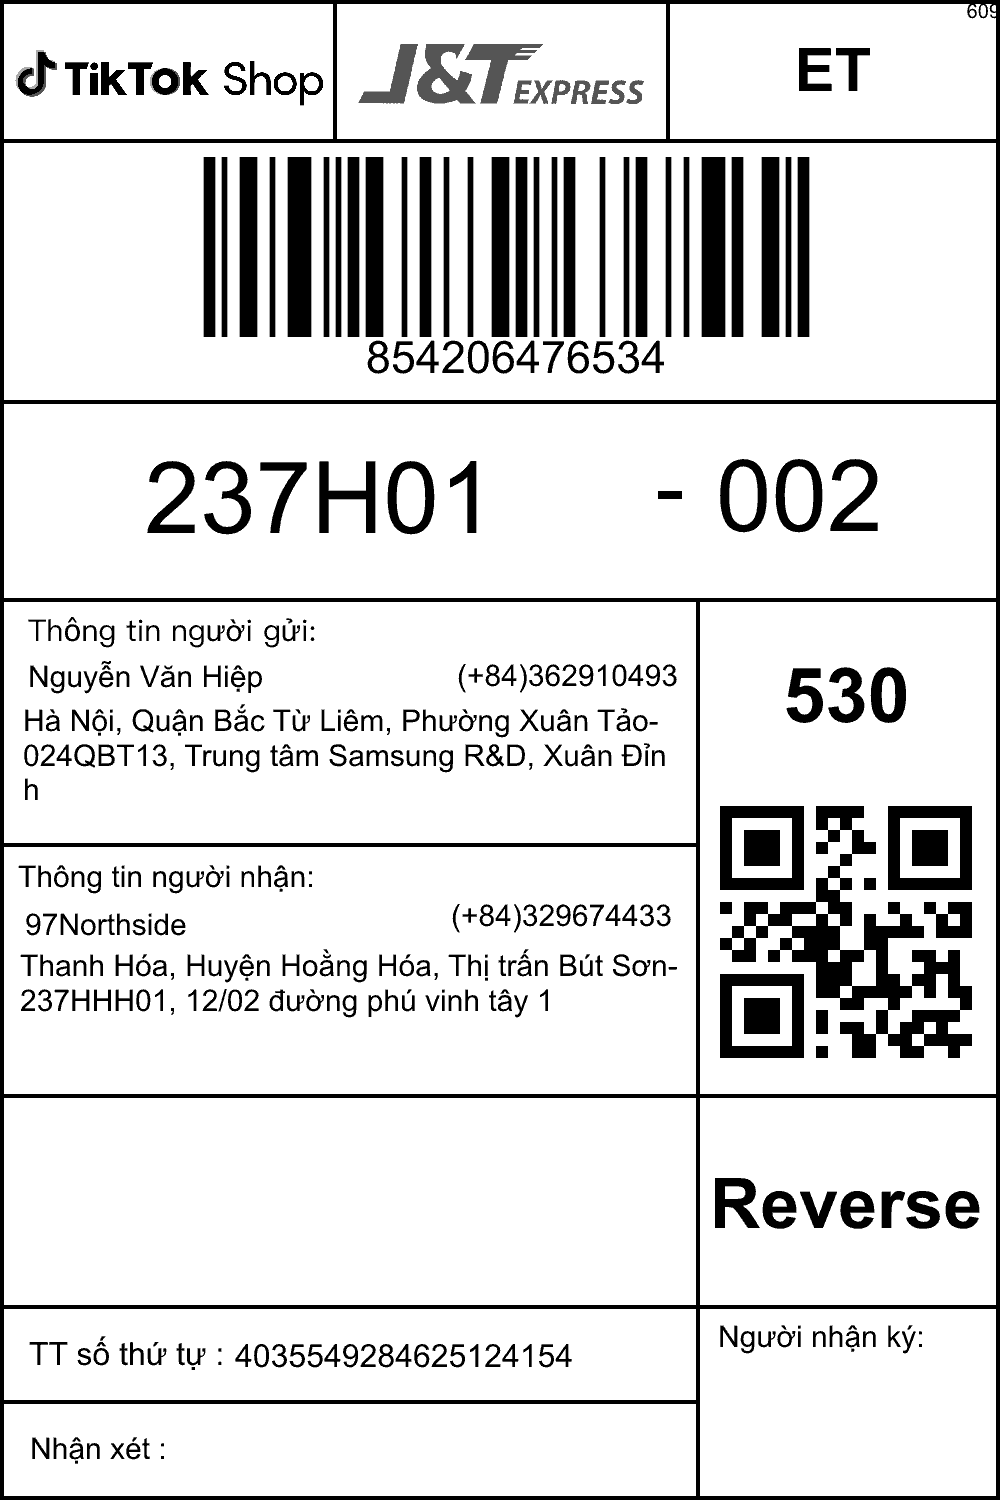 609
TikTok Shop
J&T EXPRESS
ET
854206476534
237H01 - 002
Thông tin người gửi:
Nguyễn Văn Hiệp (+84)362910493
Hà Nội, Quận Bắc Từ Liêm, Phường Xuân Tảo-
024QBT13, Trung tâm Samsung R&D, Xuân Đỉn
h
530
Thông tin người nhận:
97Northside (+84)329674433
Thanh Hóa, Huyện Hoằng Hóa, Thị trấn Bút Sơn-
237HHH01, 12/02 đường phú vinh tây 1
Reverse
TT số thứ tự : 4035549284625124154
Người nhận ký:
Nhận xét :